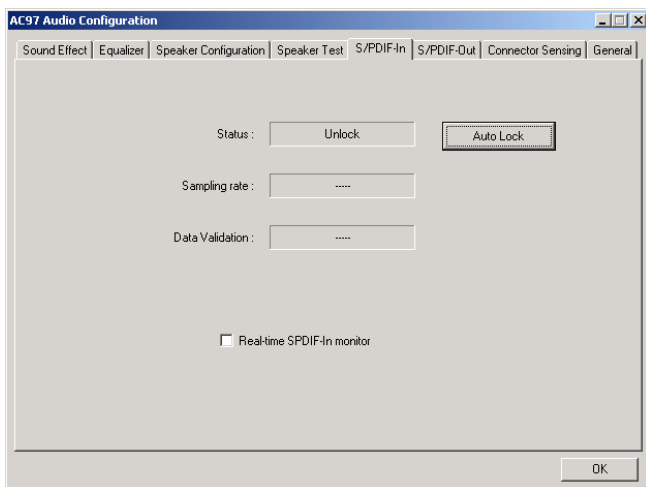 AC97 Audio Configuration
Sound Effect Equalizer Speaker Configuration Speaker Test S/PDIF-In S/PDIF-Out Connector Sensing General
Status : Unlock Auto Lock
Sampling rate : -----
Data Validation : -----
Real-time SPDIF-In monitor
OK